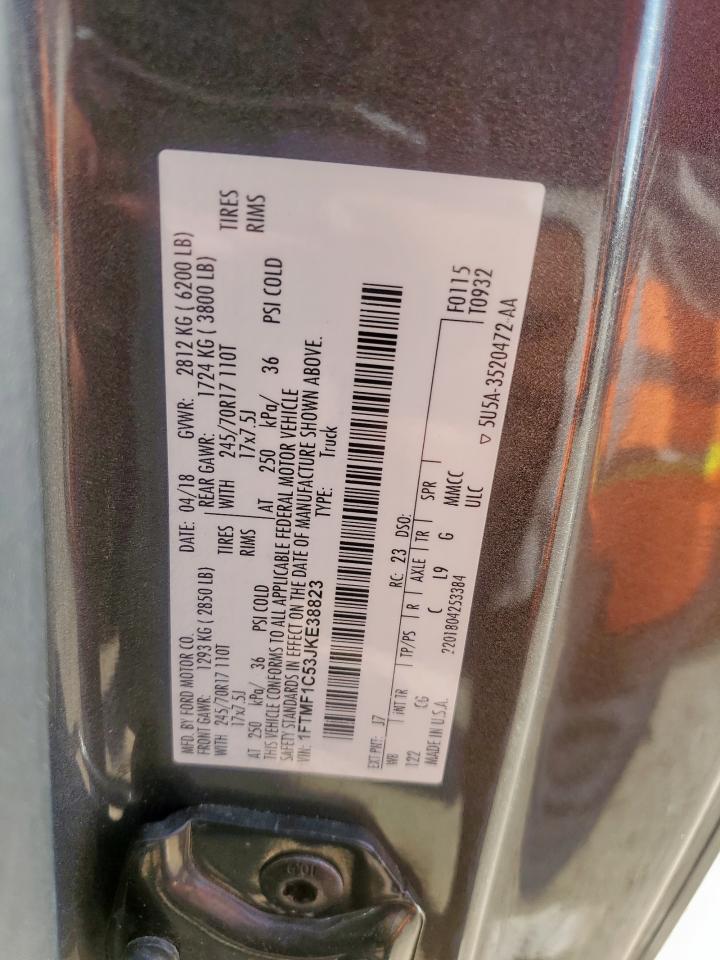 MFD. BY FORD MOTOR CO.
DATE: 04/18 GVWR: 2812 KG ( 6200 LB)
FRONT GAWR: 1293 KG ( 2850 LB)
REAR GAWR: 1724 KG ( 3800 LB)
WITH 245/70R17 110T TIRES
WITH 245/70R17 110T TIRES
17x7.5J RIMS
17x7.5J RIMS
AT 250 kPa/ 36 PSI COLD
AT 250 kPa/ 36 PSI COLD
THIS VEHICLE CONFORMS TO ALL APPLICABLE FEDERAL MOTOR VEHICLE
SAFETY STANDARDS IN EFFECT ON THE DATE OF MANUFACTURE SHOWN ABOVE.
VIN: 1FTMF1C53JKE38823 TYPE: Truck
EXT PNT: J7 RC: 23 DSO: F0115
T0932
WB INT TR TP/PS R AXLE TR SPR
122 CG C L9 G MMCC
MADE IN U.S.A. 2201804253384 ULC
▽ 5USA-3520472-AA